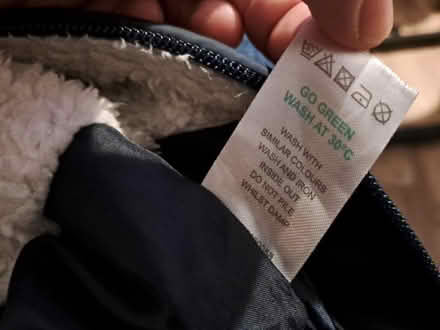 GO GREEN
WASH AT 30°C
WASH WITH
SIMILAR COLOURS
WASH AND IRON
INSIDE OUT
DO NOT PILE
WHILST DAMP